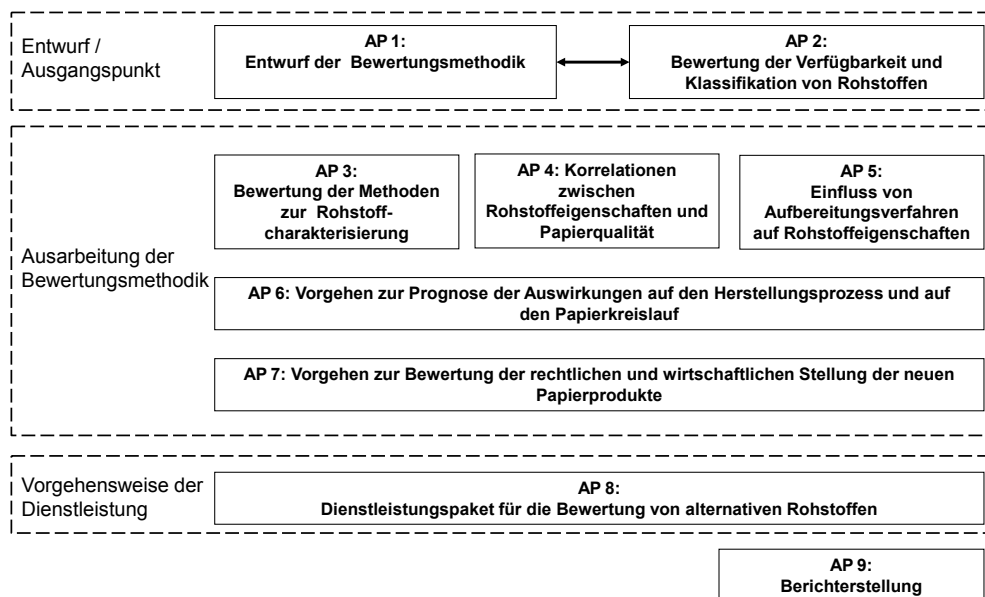 Entwurf /
Ausgangspunkt
AP 1:
Entwurf der Bewertungsmethodik
AP 2:
Bewertung der Verfügbarkeit und
Klassifikation von Rohstoffen
Ausarbeitung der
Bewertungsmethodik
AP 3:
Bewertung der Methoden
zur Rohstoff-
charakterisierung
AP 4: Korrelationen
zwischen
Rohstoffeigenschaften und
Papierqualität
AP 5:
Einfluss von
Aufbereitungsverfahren
auf Rohstoffeigenschaften
AP 6: Vorgehen zur Prognose der Auswirkungen auf den Herstellungsprozess und auf
den Papierkreislauf
AP 7: Vorgehen zur Bewertung der rechtlichen und wirtschaftlichen Stellung der neuen
Papierprodukte
Vorgehensweise der
Dienstleistung
AP 8:
Dienstleistungspaket für die Bewertung von alternativen Rohstoffen
AP 9:
Berichterstellung